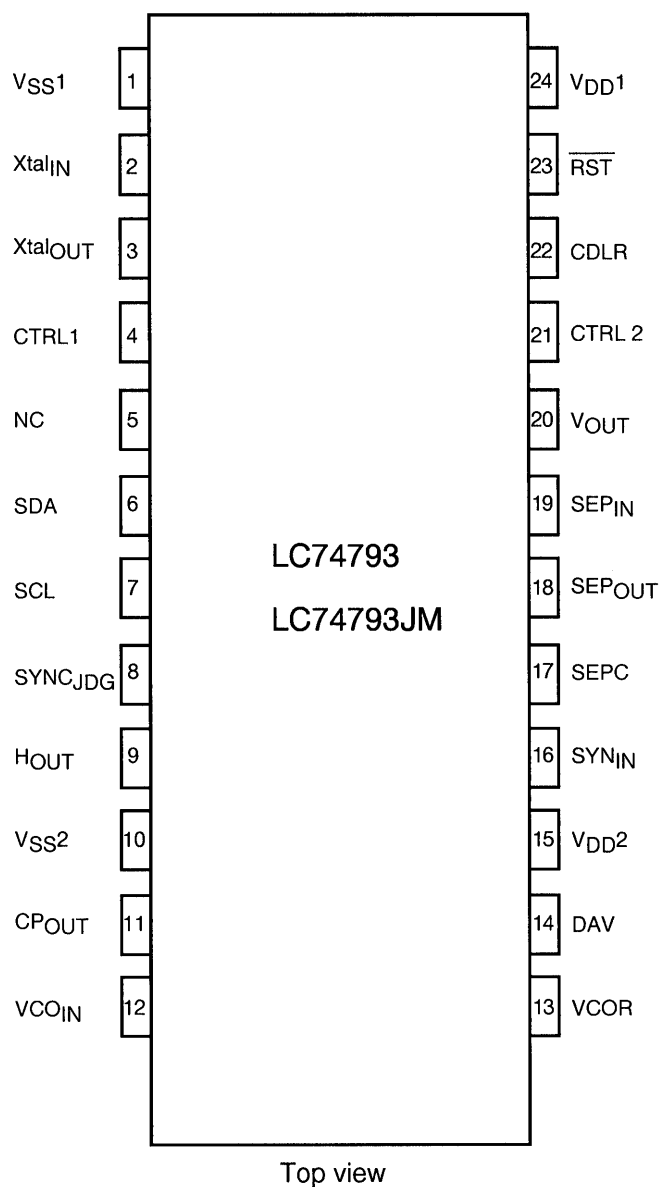 VSS1 1 24 VDD1
XtalIN 2 23 RST
XtalOUT 3 22 CDLR
CTRL1 4 21 CTRL 2
NC 5 20 VOUT
SDA 6 19 SEPIN
LC74793
SCL 7 18 SEPOUT
LC74793JM
SYNCJDG 8 17 SEPC
HOUT 9 16 SYNIN
VSS2 10 15 VDD2
CPOUT 11 14 DAV
VCOIN 12 13 VCOR
Top view